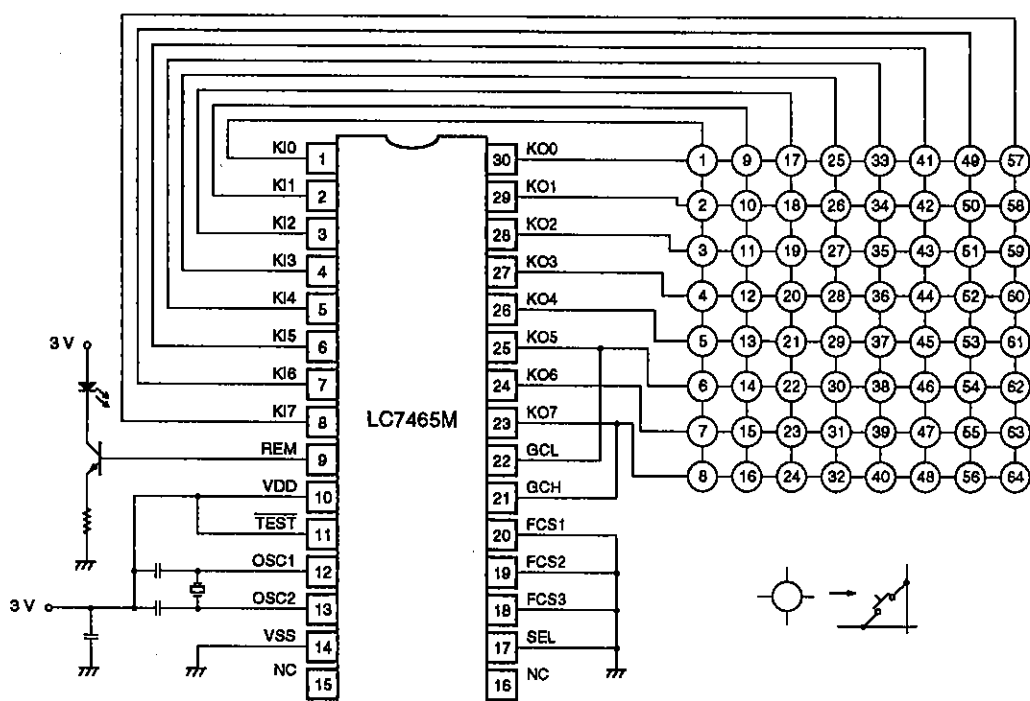 KI0 1 30 KO0 1 9 17 25 33 41 49 57
KI1 2 29 KO1 2 10 18 26 34 42 50 58
KI2 3 28 KO2 3 11 19 27 35 43 51 59
KI3 4 27 KO3 4 12 20 28 36 44 52 60
KI4 5 26 KO4 5 13 21 29 37 45 53 61
3 V KI5 6 25 KO5 6 14 22 30 38 46 54 62
KI6 7 24 KO6 7 15 23 31 39 47 55 63
KI7 8 LC7465M 23 KO7 8 16 24 32 40 48 56 64
REM 9 22 GCL
VDD 10 21 GCH
TEST 11 20 FCS1
OSC1 12 19 FCS2
3 V OSC2 13 18 FCS3
VSS 14 17 SEL
NC 15 16 NC